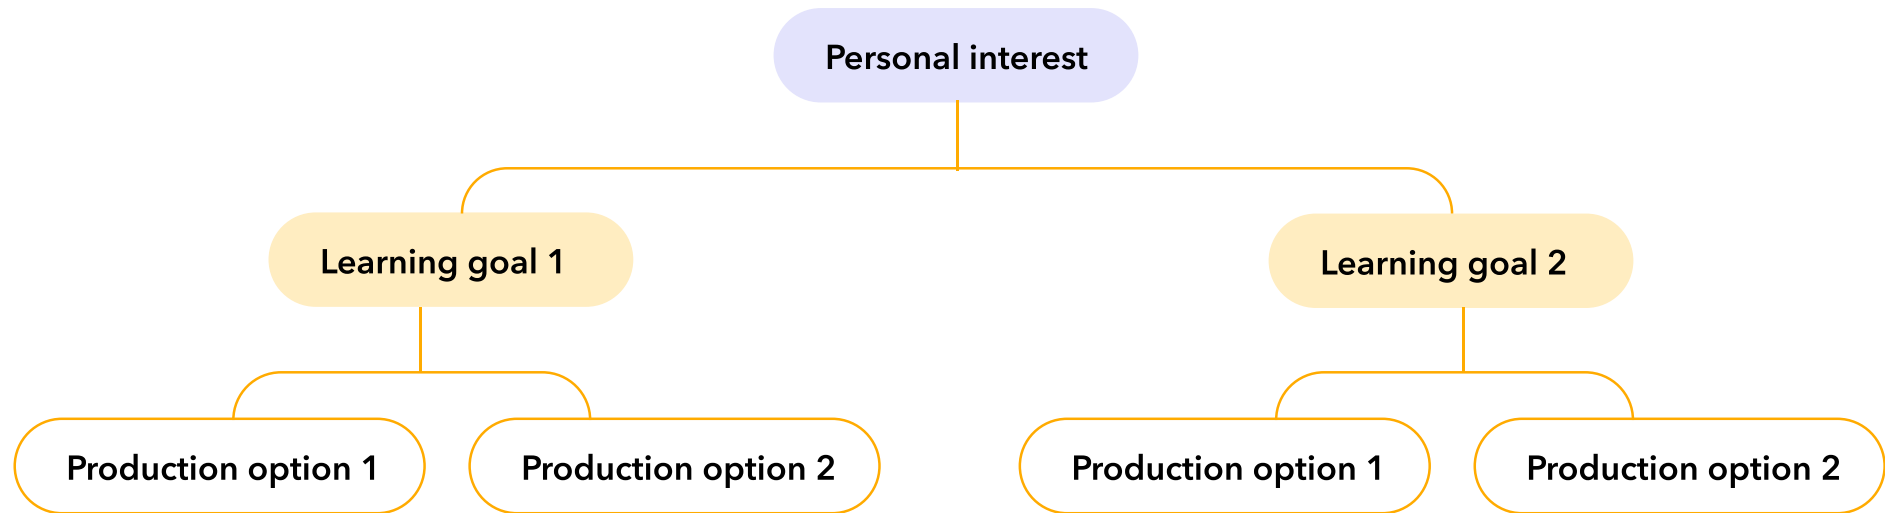 Personal interest
Learning goal 1
Learning goal 2
Production option 1
Production option 2
Production option 1
Production option 2